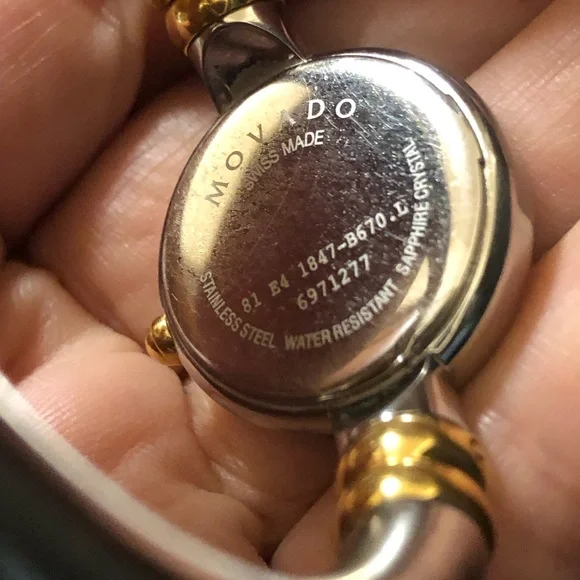 MOVADO
SWISS MADE
81 E4 1847-B670.L
6971277
STAINLESS STEEL WATER RESISTANT SAPPHIRE CRYSTAL